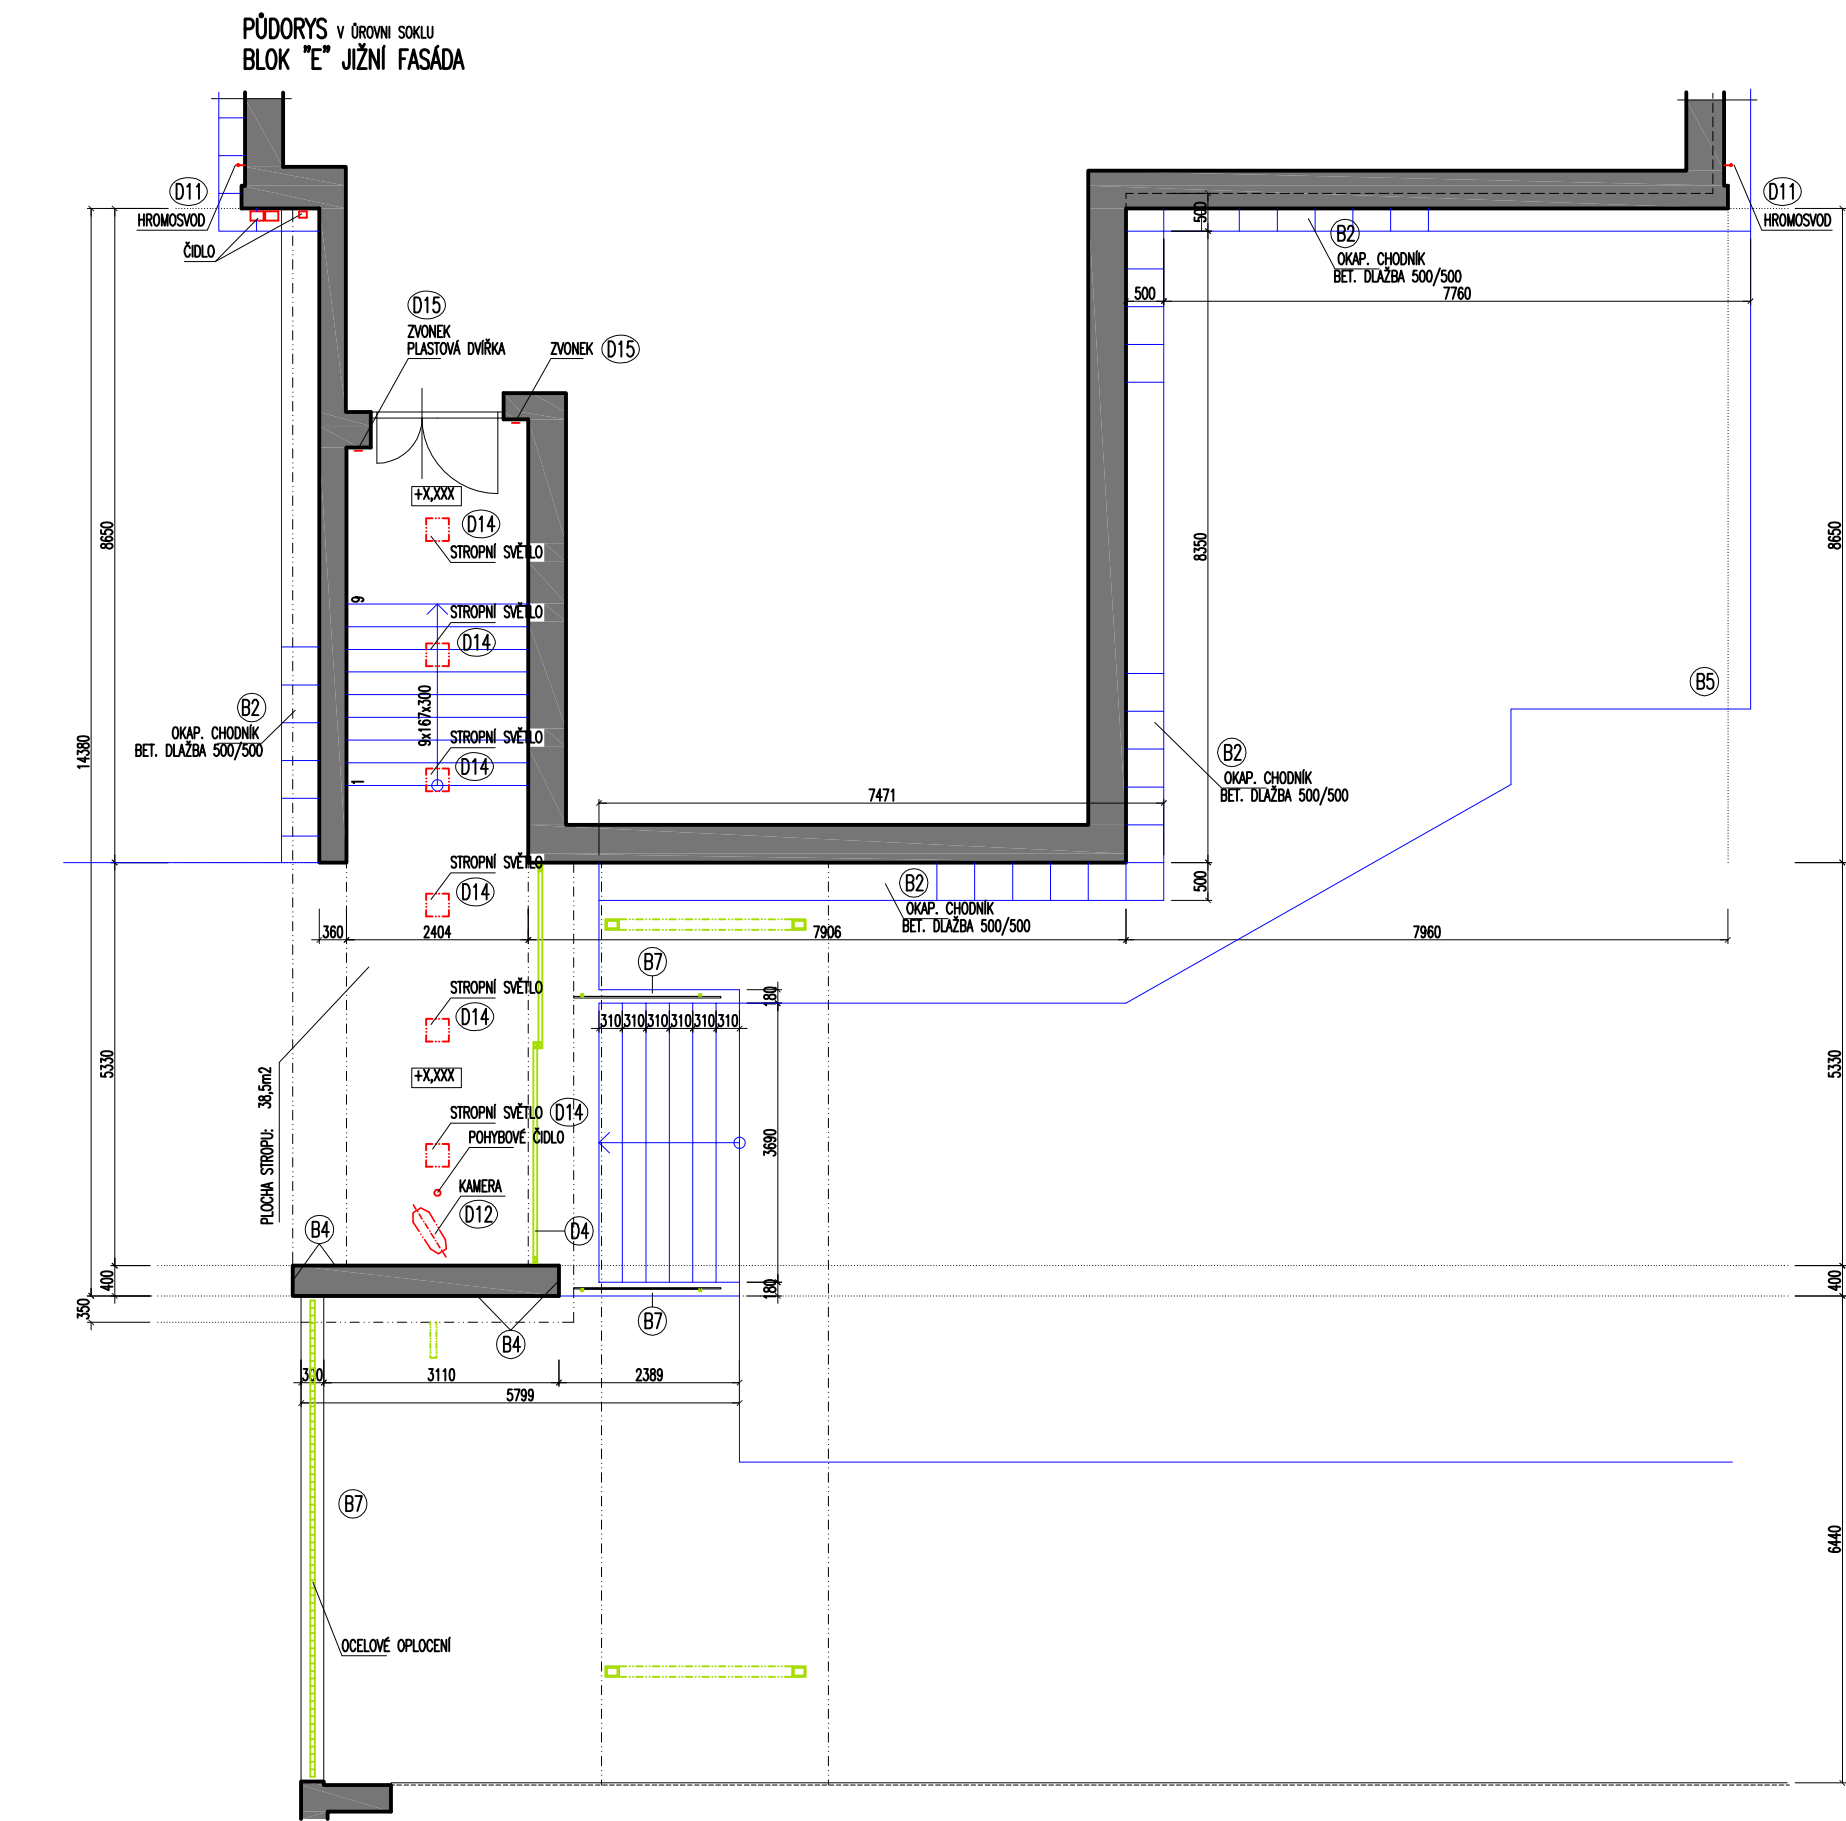 PŮDORYS V ŮROVNI SOKLU
BLOK "E" JIŽNÍ FASÁDA
D11
HROMOSVOD
ČIDLO
D11
HROMOSVOD
500
B2
OKAP. CHODNÍK
BET. DLAŽBA 500/500
500
7760
D15
ZVONEK
PLASTOVÁ DVÍŘKA
ZVONEK
D15
+X,XXX
D14
STROPNÍ SVĚTLO
8650
8350
8650
9
STROPNÍ SVĚTLO
D14
9x167x300
B5
B2
OKAP. CHODNÍK
BET. DLAŽBA 500/500
14380
STROPNÍ SVĚTLO
D14
1
B2
OKAP. CHODNÍK
BET. DLAŽBA 500/500
7471
STROPNÍ SVĚTLO
D14
B2
OKAP. CHODNÍK
BET. DLAŽBA 500/500
500
360
2404
7906
7960
B7
STROPNÍ SVĚTLO
D14
180
310
310
310
310
310
310
5330
5330
+X,XXX
PLOCHA STROPU: 38,5m2
STROPNÍ SVĚTLO
D14
POHYBOVÉ ČIDLO
3690
KAMERA
D12
B4
D4
400
180
400
350
B7
B4
300
3110
2389
5799
B7
6440
OCELOVÉ OPLOCENÍ